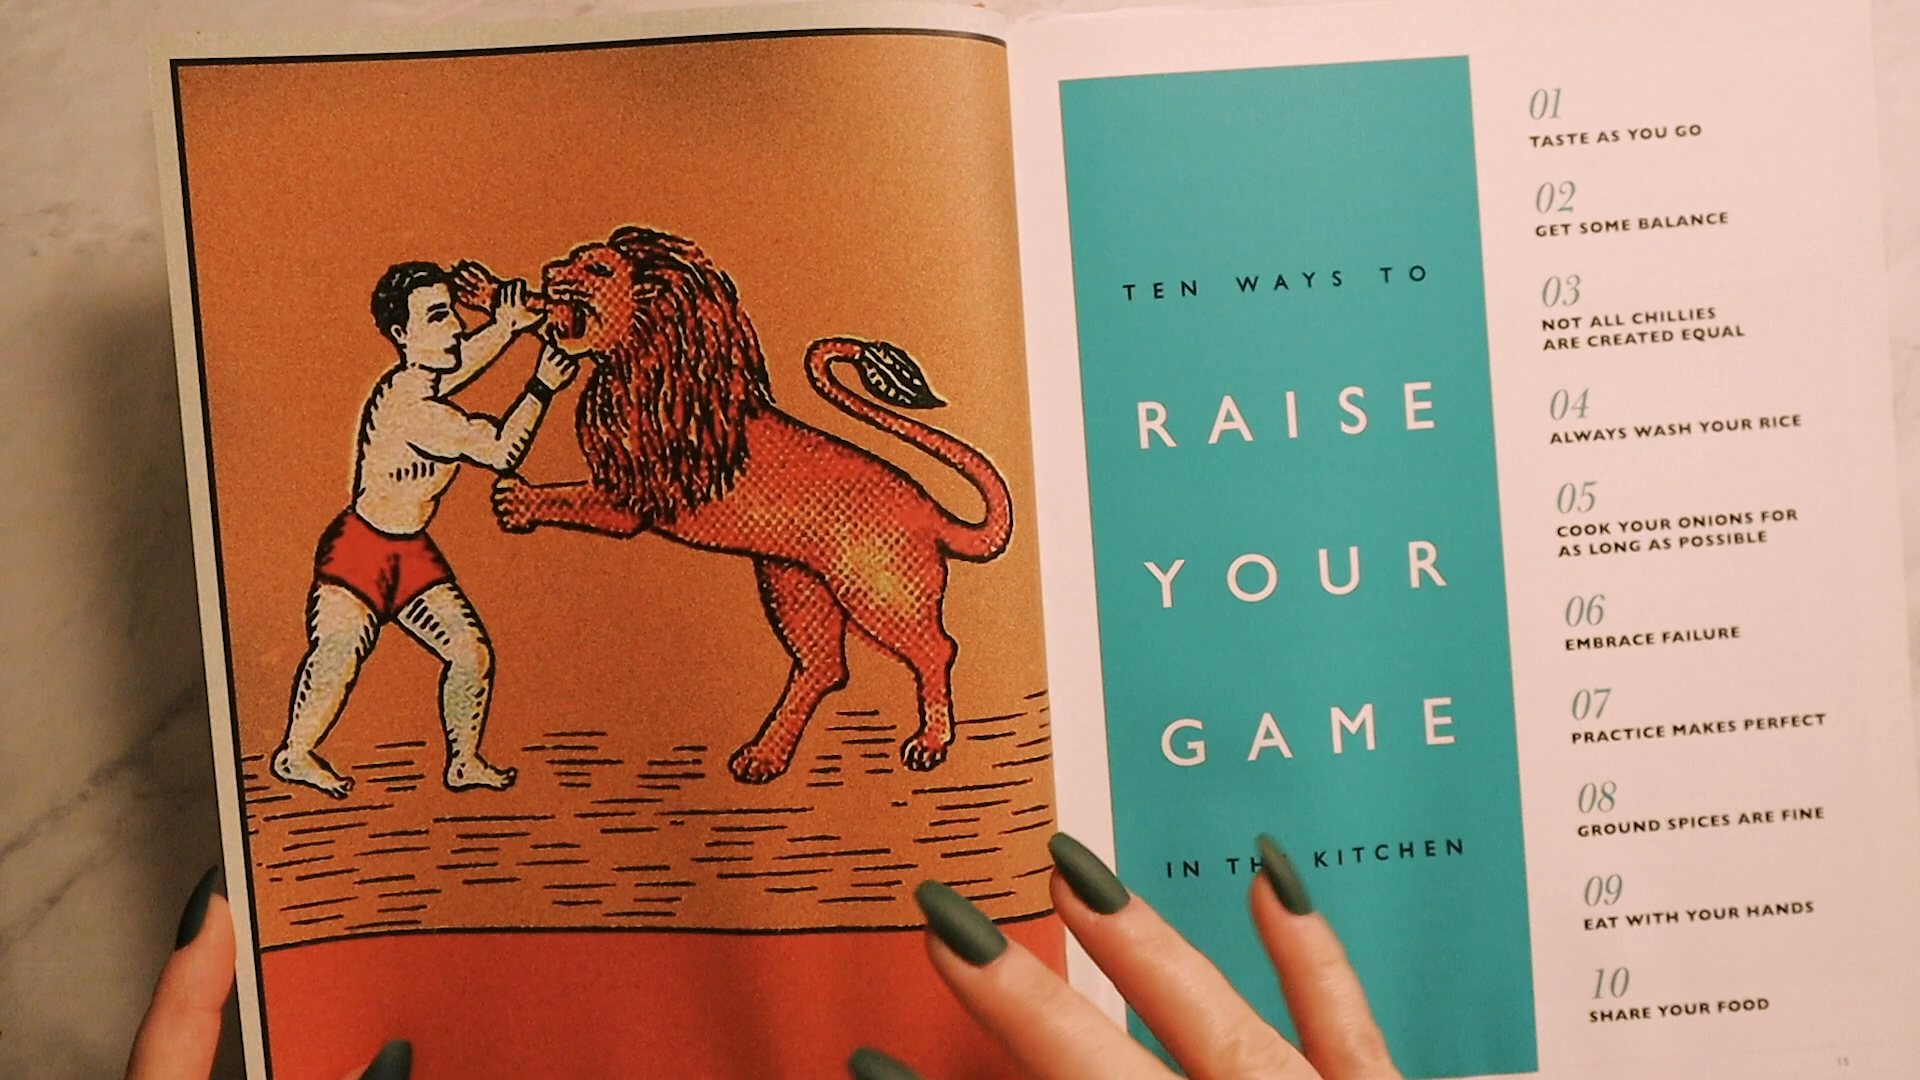 TEN WAYS TO
RAISE
YOUR
GAME
IN THE KITCHEN
01
TASTE AS YOU GO
02
GET SOME BALANCE
03
NOT ALL CHILLIES
ARE CREATED EQUAL
04
ALWAYS WASH YOUR RICE
05
COOK YOUR ONIONS FOR
AS LONG AS POSSIBLE
06
EMBRACE FAILURE
07
PRACTICE MAKES PERFECT
08
GROUND SPICES ARE FINE
09
EAT WITH YOUR HANDS
10
SHARE YOUR FOOD
15